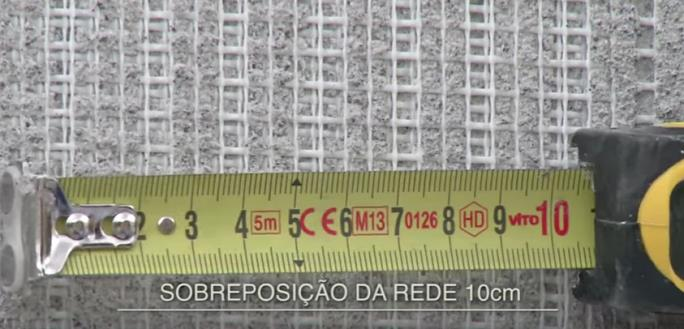 2 3 4 5m 5 CE 6 M13 7 0126 8 HD 9 VITO 10
SOBREPOSIÇÃO DA REDE 10cm